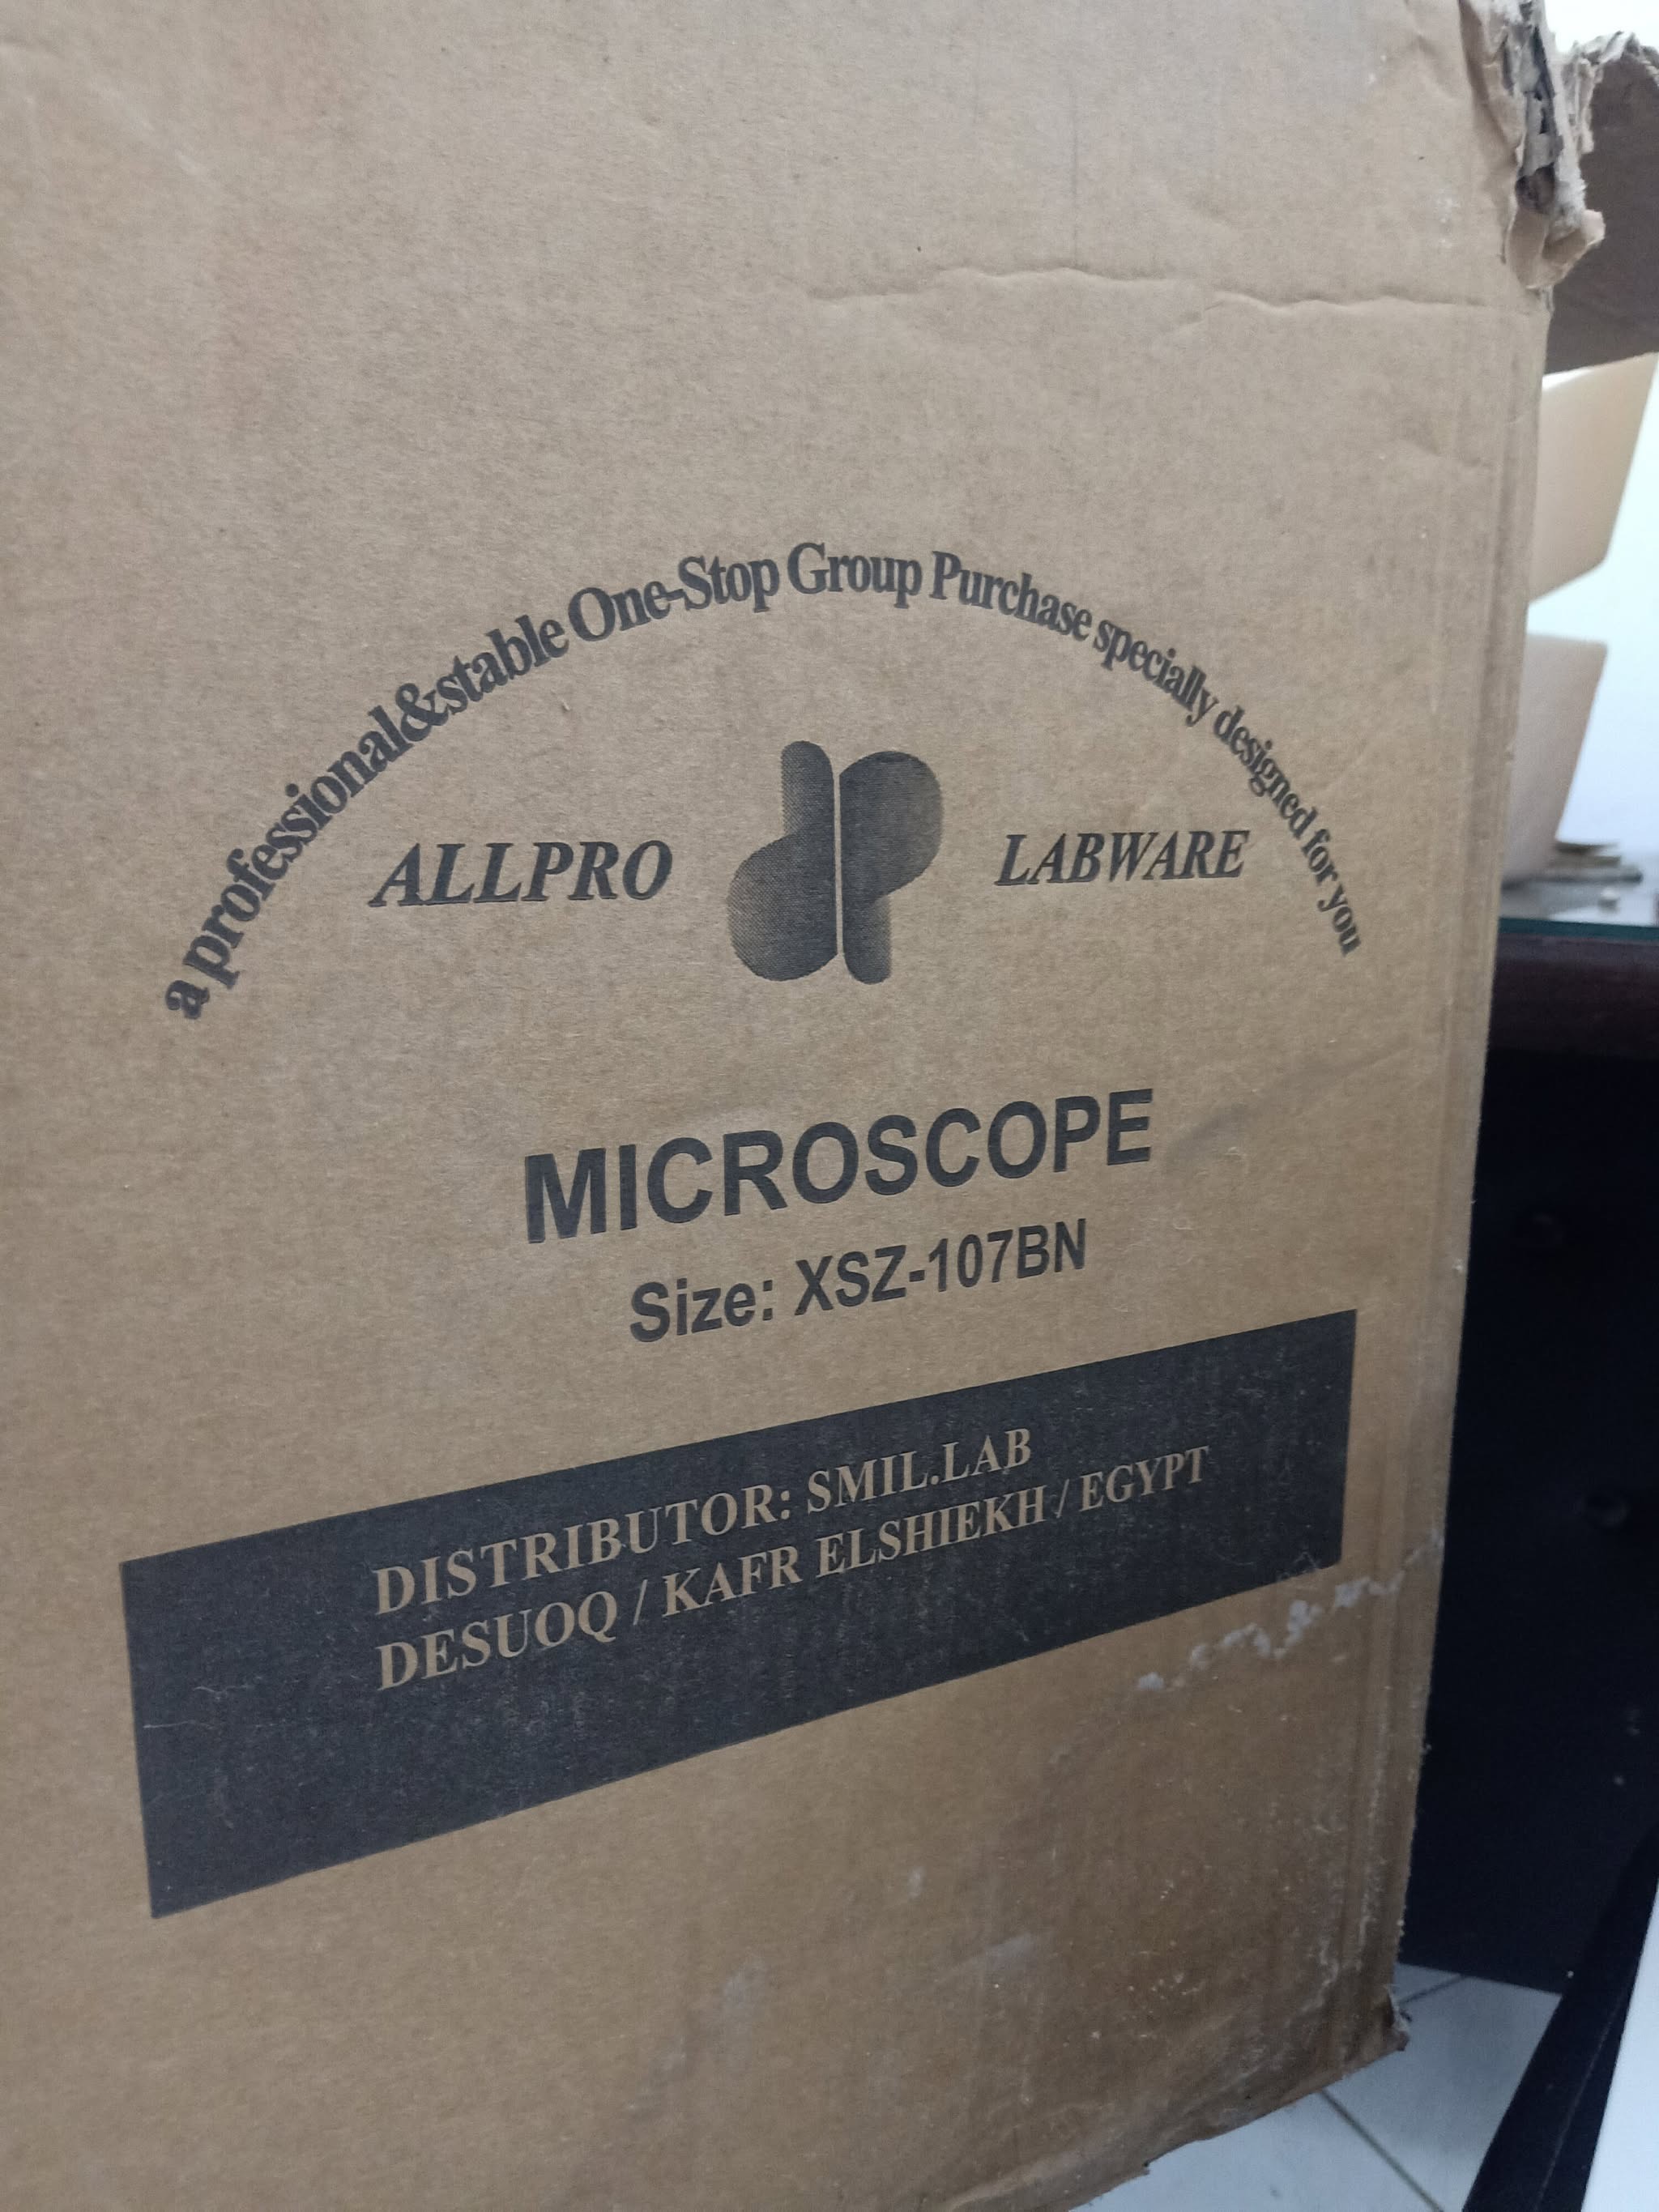 a professional&stable One-Stop Group Purchase specially designed for you
ALLPRO dp LABWARE
MICROSCOPE
Size: XSZ-107BN
DISTRIBUTOR: SMIL.LAB
DESUOQ / KAFR ELSHIEKH / EGYPT